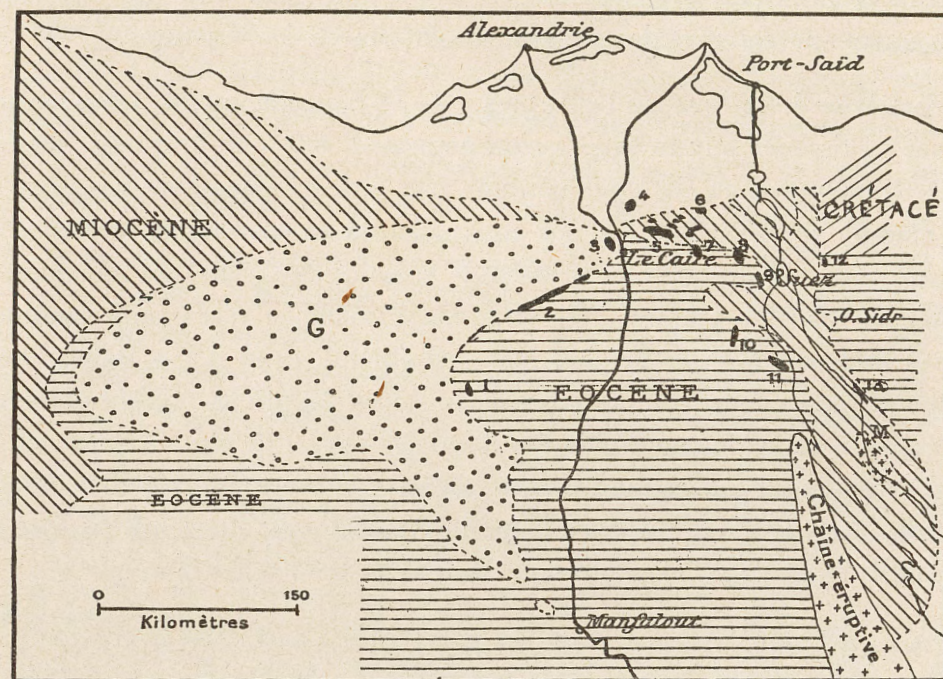 Alexandrie
Port-Saïd
MIOCÈNE
CRÉTACÉ
4
6
3
5
7
8
Le Caire
12
9
Suez
2
O. Sidr
G
10
11
1
EOCÈNE
M
EOCÈNE
Chaîne éruptive
0 150
Kilomètres
Manfalout